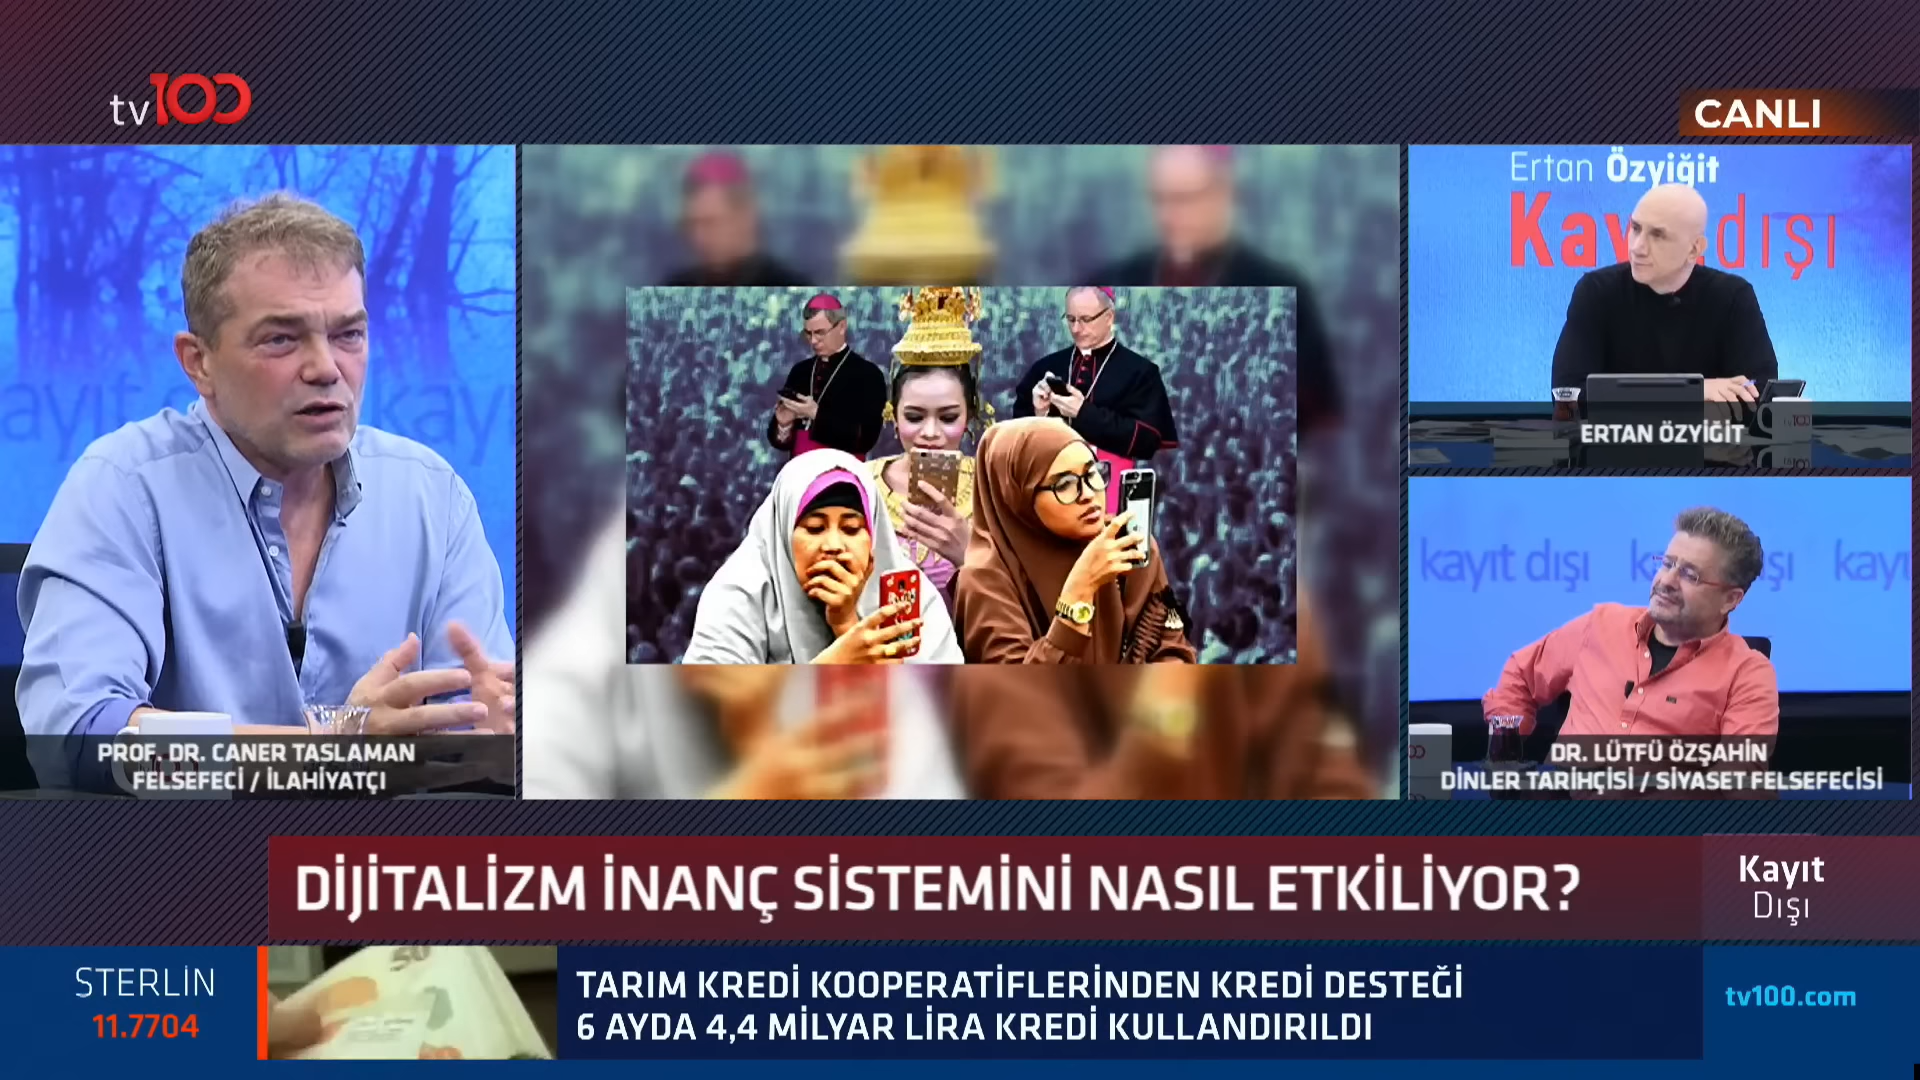 tv100
CANLI
Ertan Özyiğit
Kayıtdışı
ERTAN ÖZYİĞİT
kayıt dışı
PROF. DR. CANER TASLAMAN
FELSEFECİ / İLAHİYATÇI
DR. LÜTFÜ ÖZŞAHİN
DİNLER TARİHÇİSİ / SİYASET FELSEFECİSİ
DİJİTALİZM İNANÇ SİSTEMİNİ NASIL ETKİLİYOR?
Kayıt
Dışı
STERLİN
11.7704
TARIM KREDİ KOOPERATİFLERİNDEN KREDİ DESTEĞİ
6 AYDA 4,4 MİLYAR LİRA KREDİ KULLANDIRILDI
tv100.com